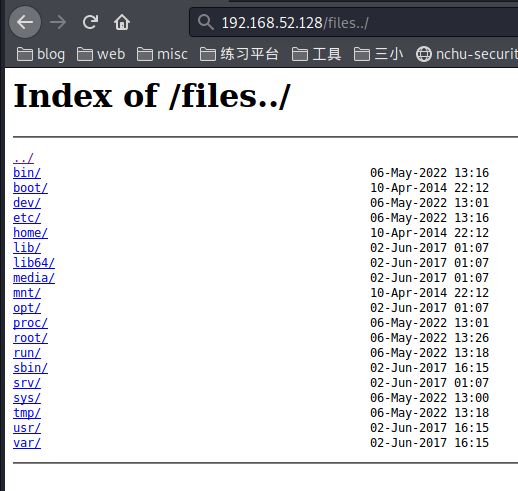 192.168.52.128/files../
blog web misc 练习平台 工具 三小 nchu-securit
Index of /files../
../
bin/ 06-May-2022 13:16
boot/ 10-Apr-2014 22:12
dev/ 06-May-2022 13:01
etc/ 06-May-2022 13:16
home/ 10-Apr-2014 22:12
lib/ 02-Jun-2017 01:07
lib64/ 02-Jun-2017 01:07
media/ 02-Jun-2017 01:07
mnt/ 10-Apr-2014 22:12
opt/ 02-Jun-2017 01:07
proc/ 06-May-2022 13:01
root/ 06-May-2022 13:26
run/ 06-May-2022 13:18
sbin/ 02-Jun-2017 16:15
srv/ 02-Jun-2017 01:07
sys/ 06-May-2022 13:00
tmp/ 06-May-2022 13:18
usr/ 02-Jun-2017 16:15
var/ 02-Jun-2017 16:15